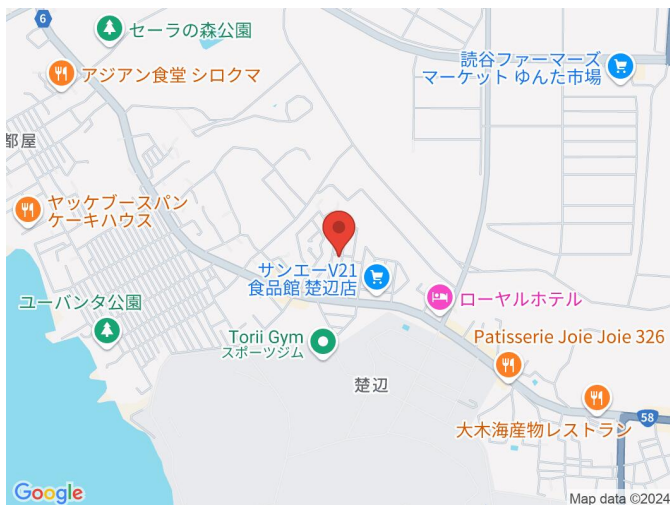 6
セーラの森公園
アジアン食堂 シロクマ
読谷ファーマーズ
マーケット ゆんた市場
都屋
ヤッケブースパン
ケーキハウス
サンエーV21
食品館 楚辺店
ユーバンタ公園
ローヤルホテル
Torii Gym
スポーツジム
Patisserie Joie Joie 326
楚辺
58
大木海産物レストラン
Google
Map data ©2024